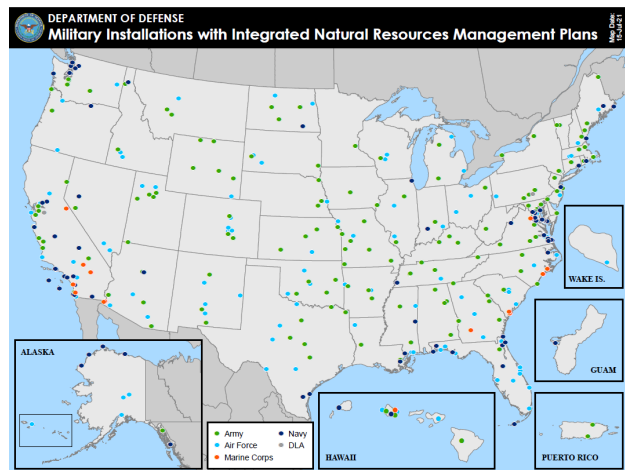 DEPARTMENT OF DEFENSE
Military Installations with Integrated Natural Resources Management Plans
Map Date:
15-Jul-21
WAKE IS.
GUAM
ALASKA
Army
Navy
Air Force
DLA
Marine Corps
HAWAII
PUERTO RICO